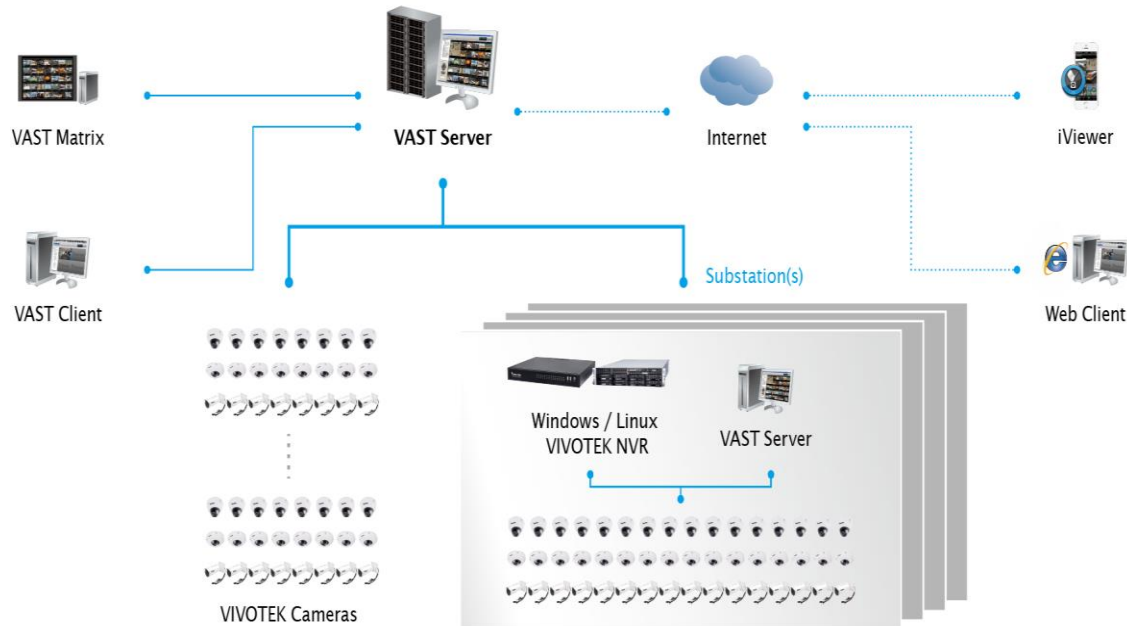 VAST Matrix
VAST Server
Internet
iViewer
VAST Client
Substation(s)
Web Client
Windows / Linux
VIVOTEK NVR
VAST Server
VIVOTEK Cameras